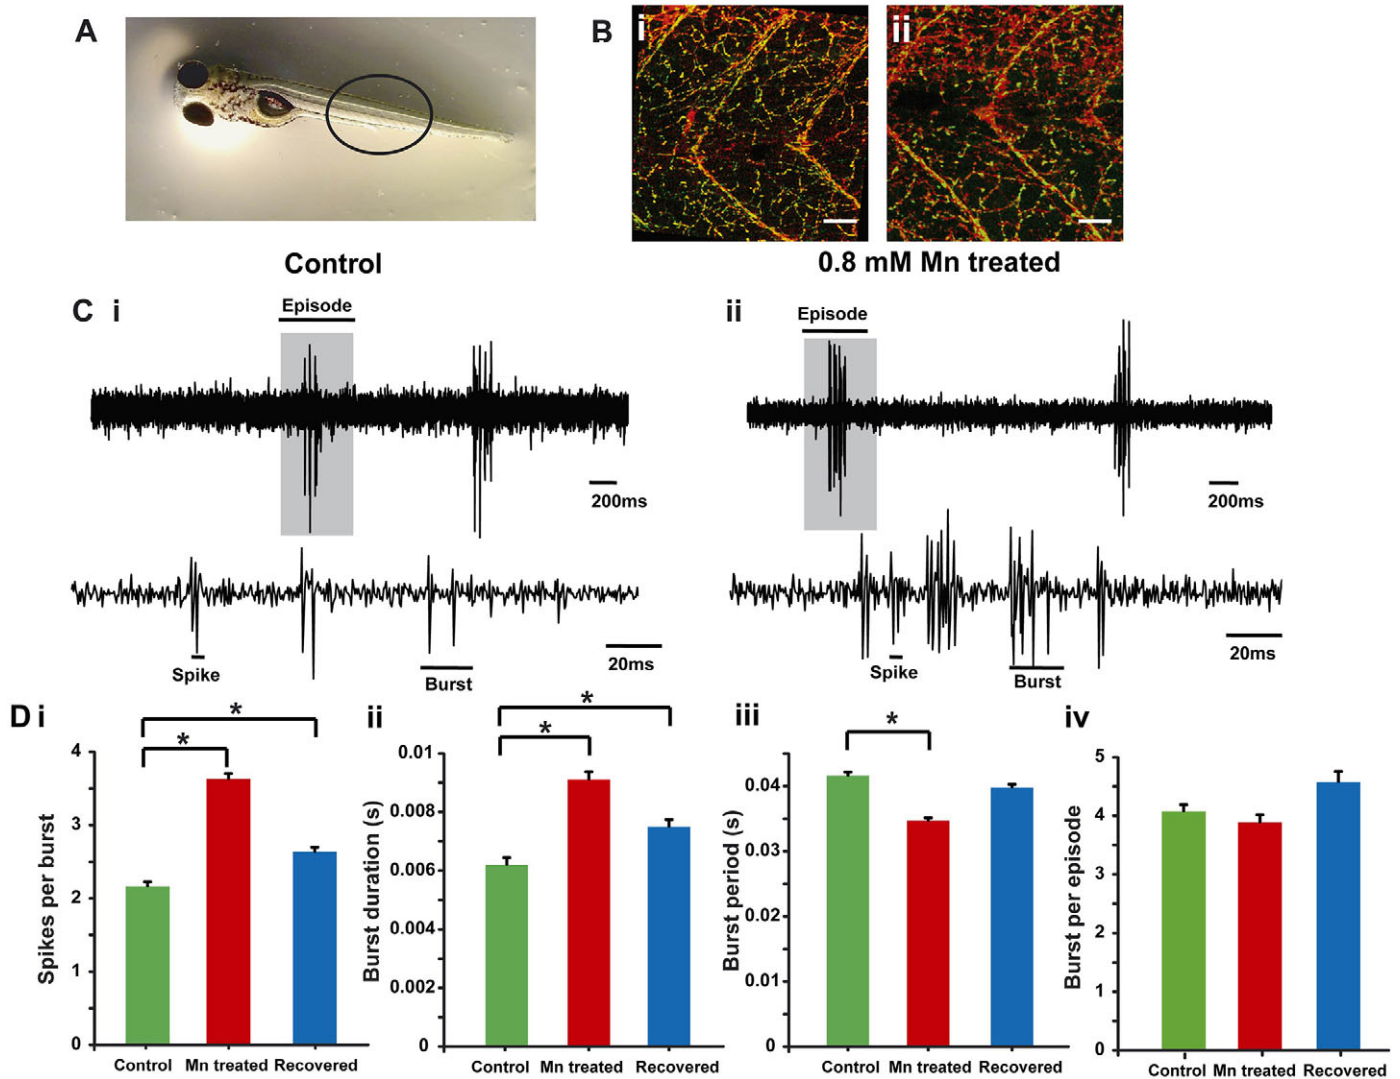 A
B
i
ii
Control
0.8 mM Mn treated
C i
Episode
200ms
Spike
Burst
20ms
ii
Episode
200ms
Spike
Burst
20ms
D i
*
*
4
3
2
1
0
Spikes per burst
Control
Mn treated
Recovered
ii
*
*
0.01
0.008
0.006
0.004
0.002
0
Burst duration (s)
Control
Mn treated
Recovered
iii
*
0.04
0.03
0.02
0.01
0
Burst period (s)
Control
Mn treated
Recovered
iv
5
4
3
2
1
0
Burst per episode
Control
Mn treated
Recovered